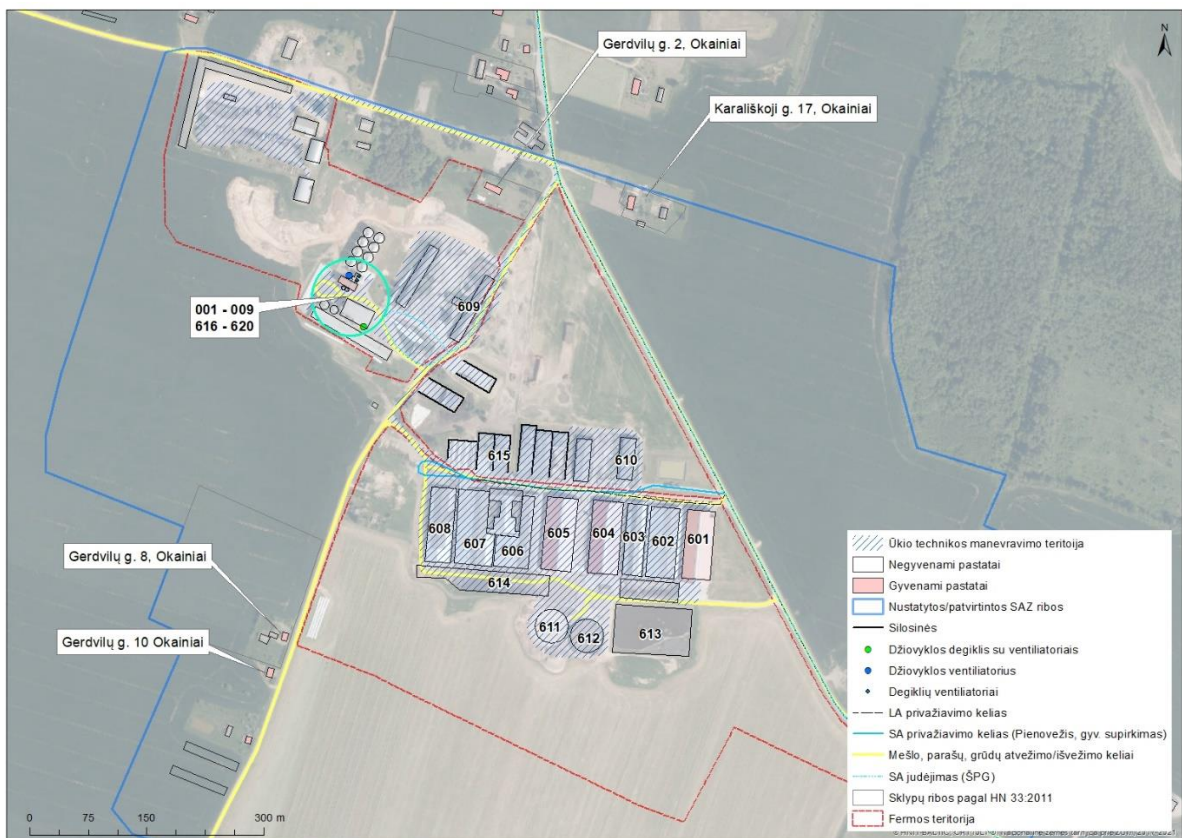 N
Gerdvilų g. 2, Okainiai
Karališkoji g. 17, Okainiai
001 - 009
616 - 620
609
615
610
608
607
606
605
604
603
602
601
614
611
612
613
Gerdvilų g. 8, Okainiai
Gerdvilų g. 10 Okainiai
Ūkio technikos manevravimo teritoija
Negyvenami pastatai
Gyvenami pastatai
Nustatytos/patvirtintos SAZ ribos
Silosinės
Džiovyklos degiklis su ventiliatoriais
Džiovyklos ventiliatorius
Degiklių ventiliatoriai
LA privažiavimo kelias
SA privažiavimo kelias (Pienovežis, gyv. supirkimas)
Mešlo, parašų, grūdų atvežimo/išvežimo keliai
SA judėjimas (ŠPG)
Sklypų ribos pagal HN 33:2011
Fermos teritorija
0 75 150 300 m